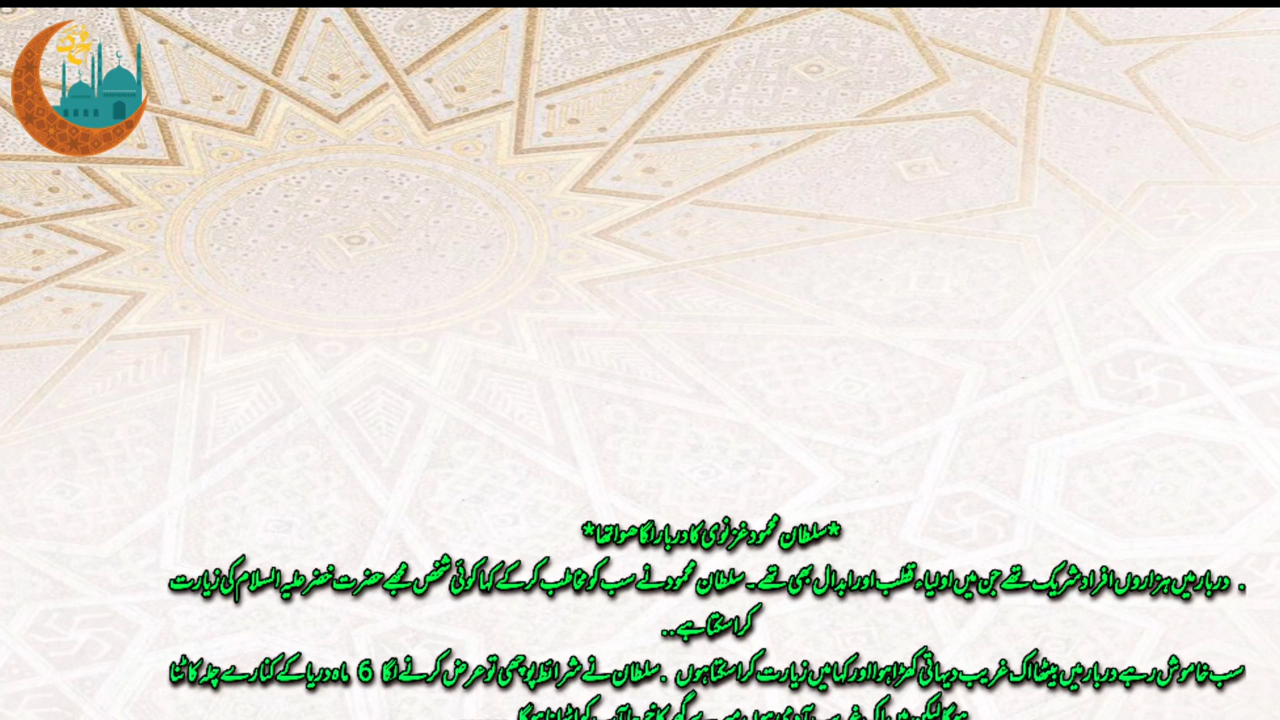 *سلطان محمود غزنوی کا دربار لگا ھوا تھا*
. دربار میں ہزاروں افراد شریک تھے جن میں اولیاء قطب اور ابدال بھی تھے۔ سلطان محمود نے سب کو مخاطب کر کے کہا کوئی شخص مجھے حضرت خضر علیہ السلام کی زیارت
کرا سکتا ہے ..
سب خاموش رہے دربار میں بیٹھا اک غریب دیہاتی کھڑا ہوا اور کہا میں زیارت کرا سکتا ہوں .سلطان نے شرائط پوچھی تو عرض کرنے لگا 6 ماہ دریا کے کنارے چلہ کاٹنا